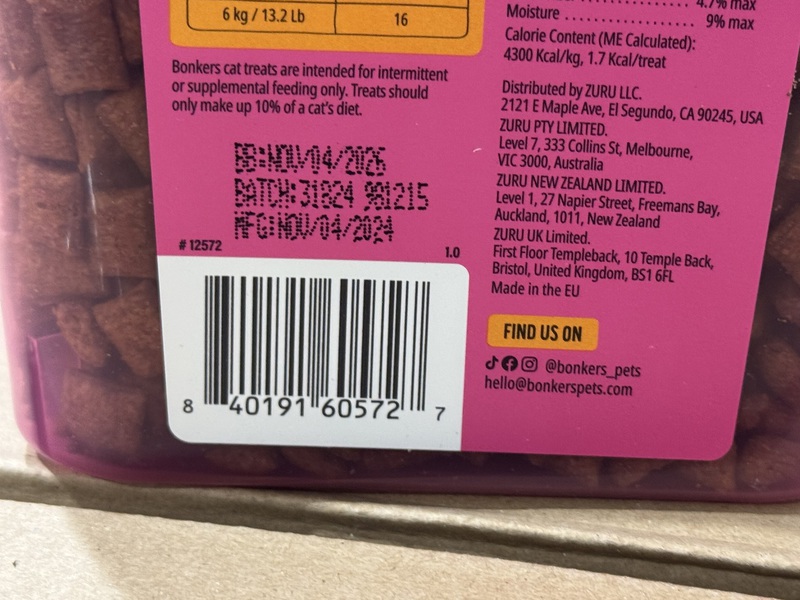 6 kg / 13.2 Lb 16
Bonkers cat treats are intended for intermittent
or supplemental feeding only. Treats should
only make up 10% of a cat's diet.
BB:NOV/04/2026
BATCH:31824 981215
MFG:NOV/04/2024
#12572 1.0
8 40191 60572 7
4.7% max
Moisture .................. 9% max
Calorie Content (ME Calculated):
4300 Kcal/kg, 1.7 Kcal/treat
Distributed by ZURU LLC.
2121 E Maple Ave, El Segundo, CA 90245, USA
ZURU PTY LIMITED.
Level 7, 333 Collins St, Melbourne,
VIC 3000, Australia
ZURU NEW ZEALAND LIMITED.
Level 1, 27 Napier Street, Freemans Bay,
Auckland, 1011, New Zealand
ZURU UK Limited.
First Floor Templeback, 10 Temple Back,
Bristol, United Kingdom, BS1 6FL
Made in the EU
FIND US ON
@bonkers_pets
hello@bonkerspets.com